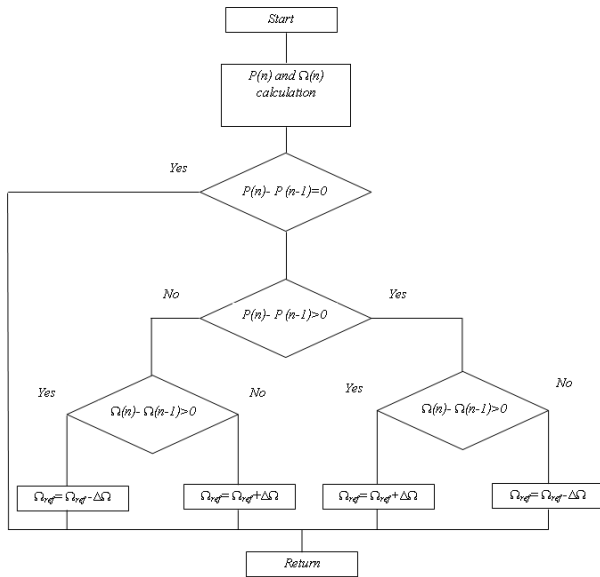 Start
P(n) and Ω(n)
calculation
Yes
P(n)- P (n-1)=0
No
Yes
P(n)- P (n-1)>0
Yes
No
Ω(n)- Ω(n-1)>0
Yes
No
Ω(n)- Ω(n-1)>0
Ωref= Ωref-ΔΩ
Ωref= Ωref+ΔΩ
Ωref= Ωref+ΔΩ
Ωref= Ωref-ΔΩ
Return